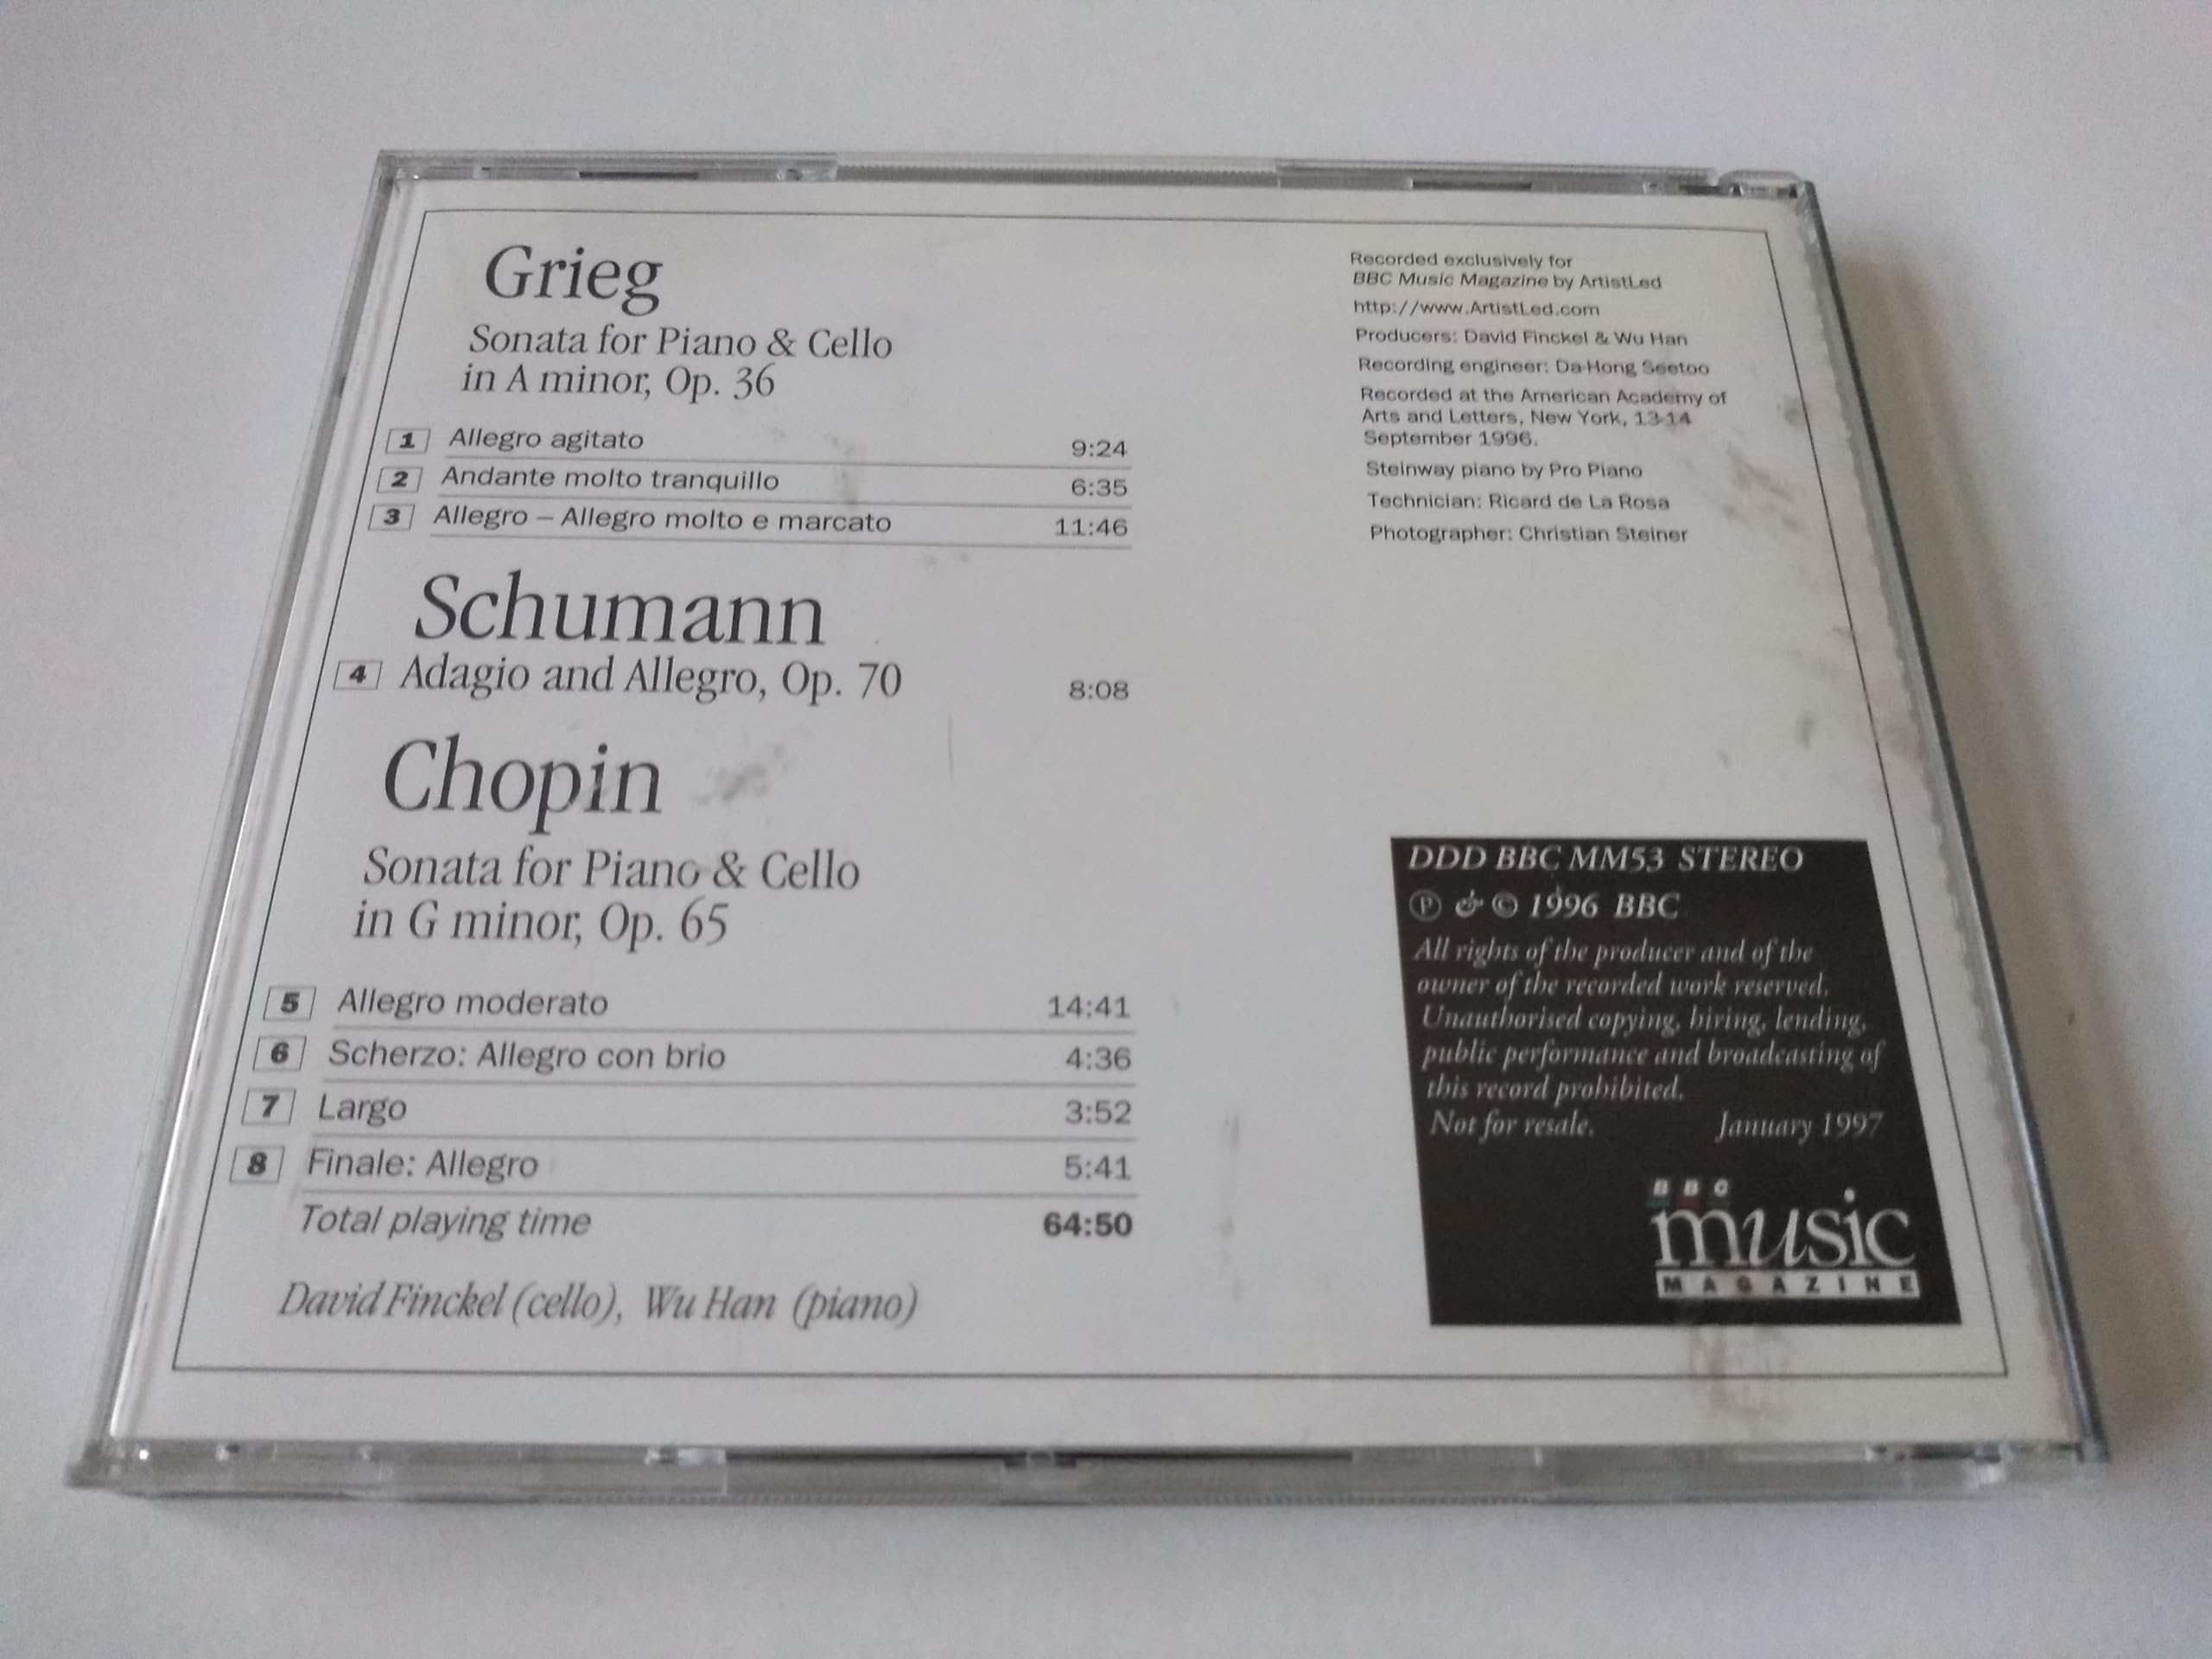 Grieg
Sonata for Piano & Cello
in A minor, Op. 36
1 Allegro agitato 9:24
2 Andante molto tranquillo 6:35
3 Allegro – Allegro molto e marcato 11:46
Schumann
4 Adagio and Allegro, Op. 70 8:08
Chopin
Sonata for Piano & Cello
in G minor, Op. 65
5 Allegro moderato 14:41
6 Scherzo: Allegro con brio 4:36
7 Largo 3:52
8 Finale: Allegro 5:41
Total playing time 64:50
David Finckel (cello), Wu Han (piano)
Recorded exclusively for
BBC Music Magazine by ArtistLed
http://www.ArtistLed.com
Producers: David Finckel & Wu Han
Recording engineer: Da-Hong Seetoo
Recorded at the American Academy of
Arts and Letters, New York, 13-14
September 1996.
Steinway piano by Pro Piano
Technician: Ricard de La Rosa
Photographer: Christian Steiner
DDD BBC MM53 STEREO
℗ & © 1996 BBC
All rights of the producer and of the
owner of the recorded work reserved.
Unauthorised copying, hiring, lending,
public performance and broadcasting of
this record prohibited.
Not for resale. January 1997
BBC
music
MAGAZINE